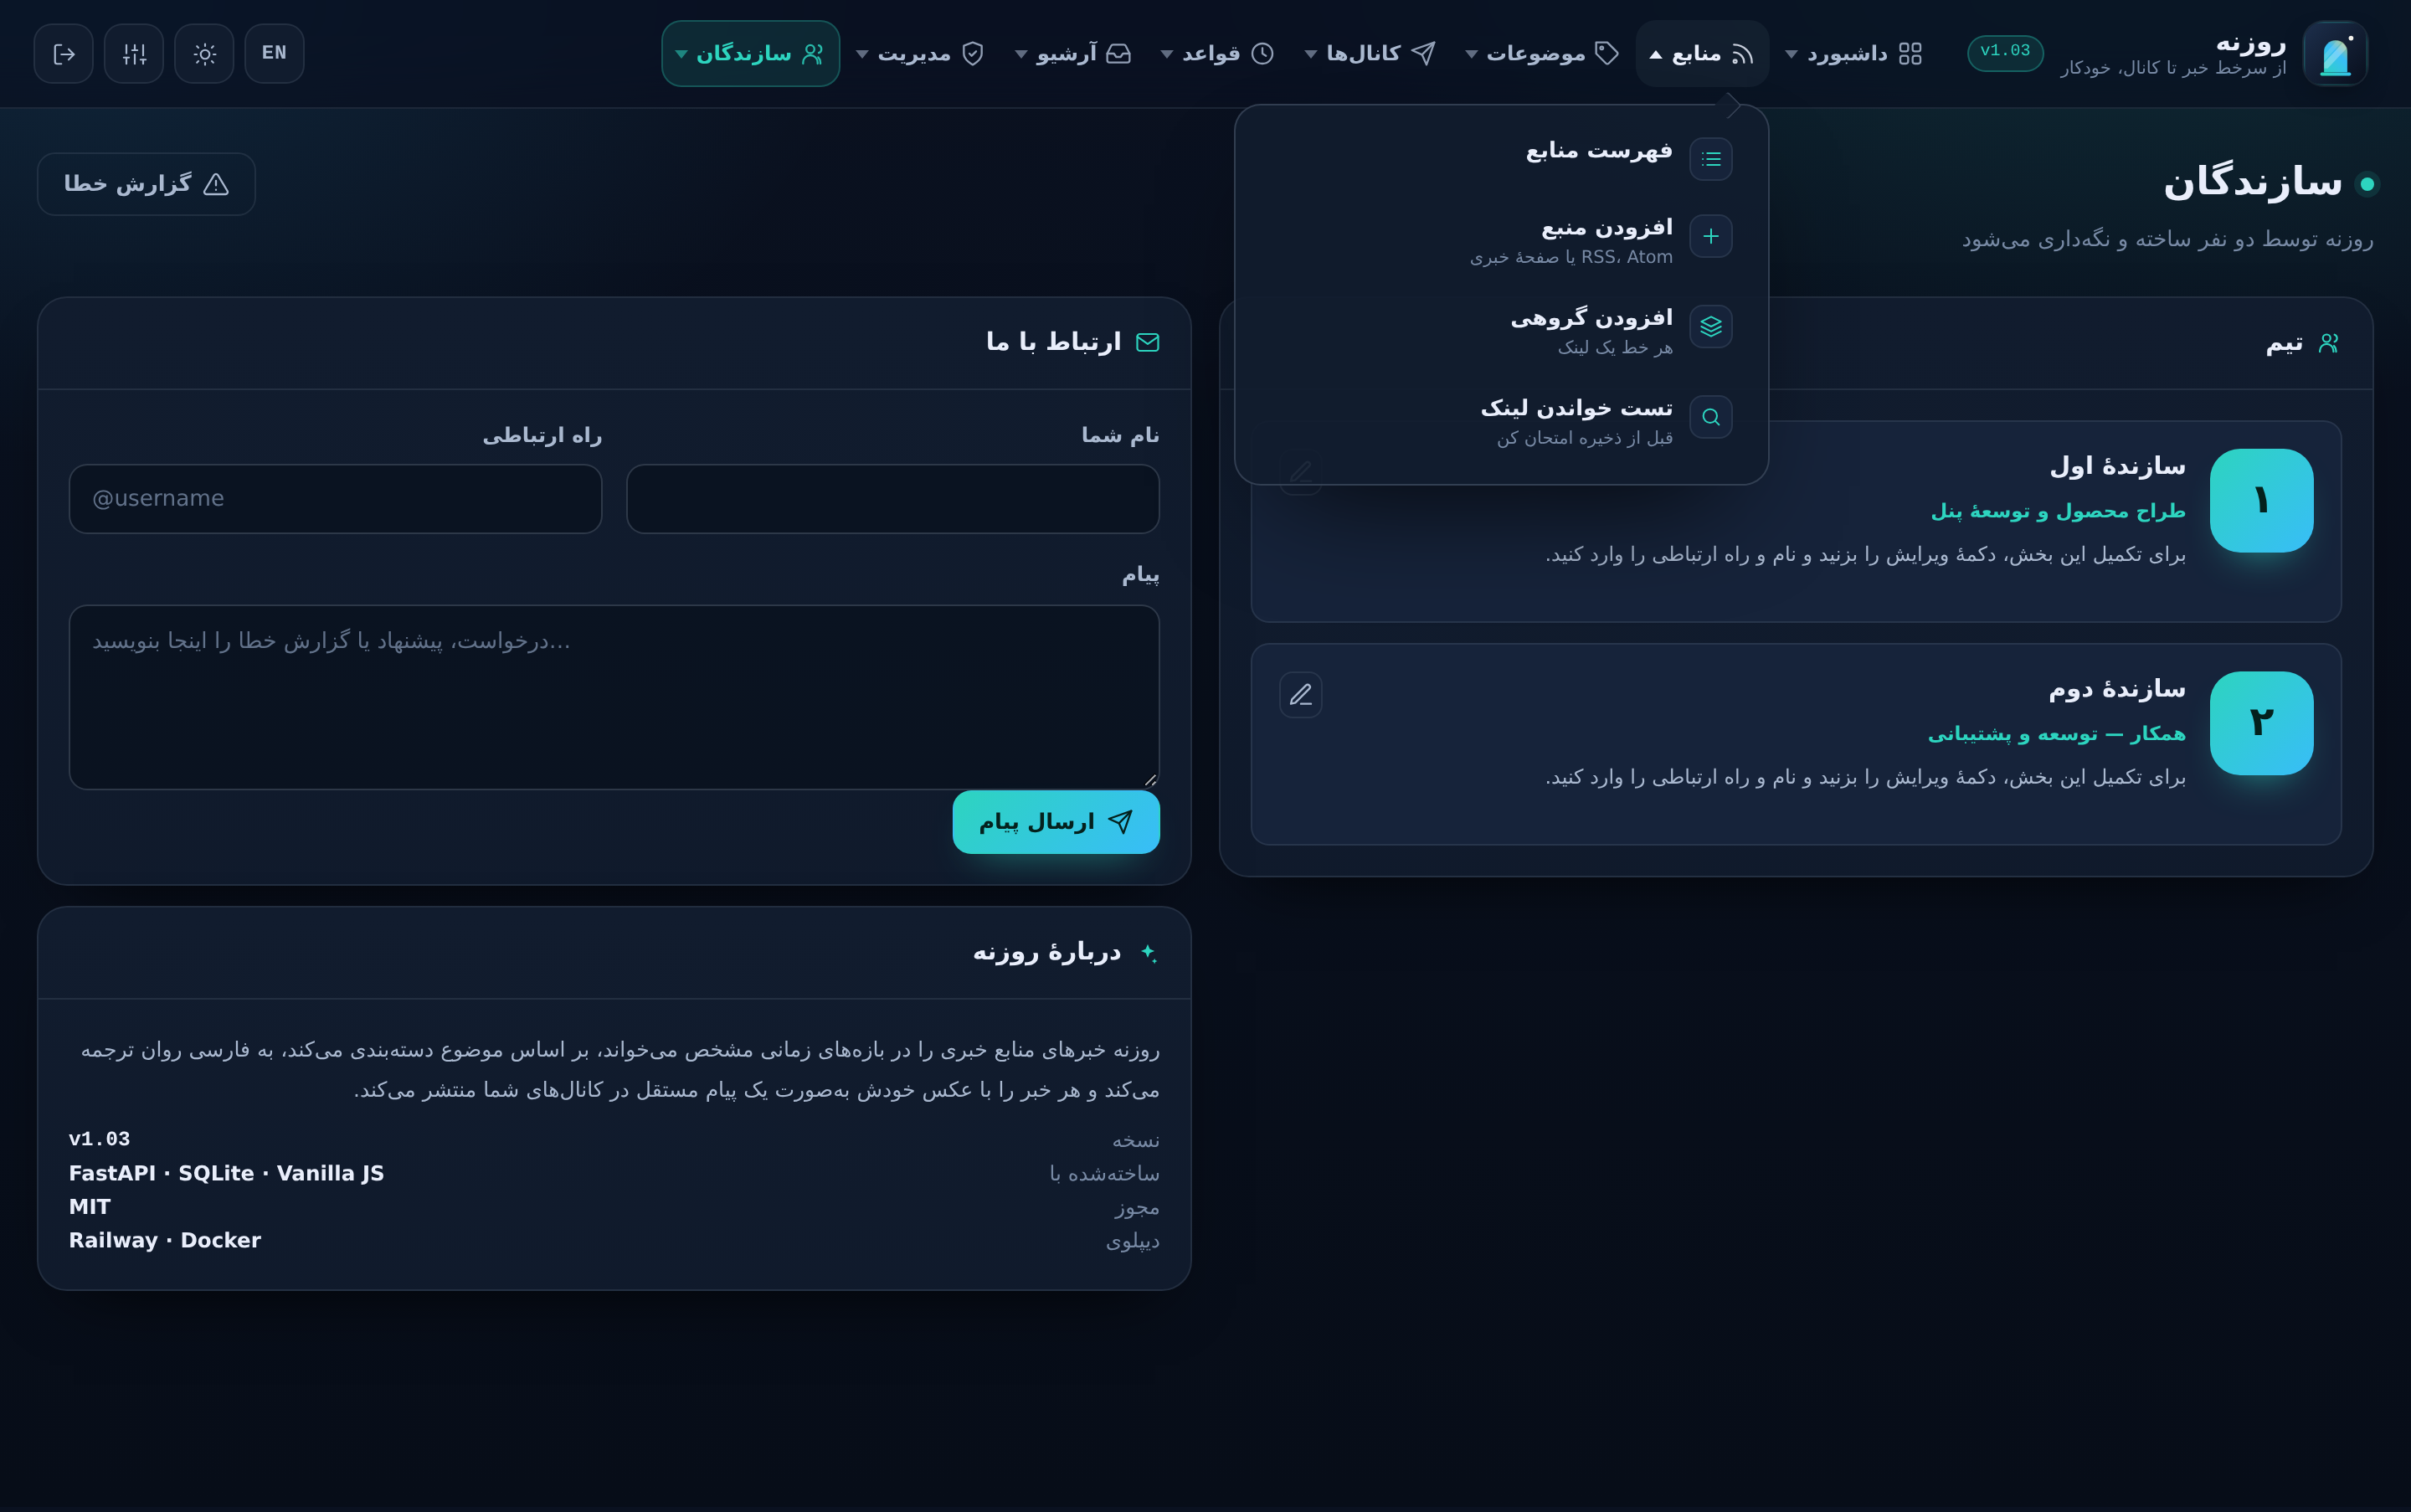 روزنه
از سرخط خبر تا کانال، خودکار
v1.03
داشبورد
منابع
موضوعات
کانال‌ها
قواعد
آرشیو
مدیریت
سازندگان
EN
فهرست منابع
افزودن منبع
RSS، Atom یا صفحهٔ خبری
افزودن گروهی
هر خط یک لینک
تست خواندن لینک
قبل از ذخیره امتحان کن
سازندگان
روزنه توسط دو نفر ساخته و نگه‌داری می‌شود
گزارش خطا
تیم
سازندهٔ اول
۱
طراح محصول و توسعهٔ پنل
برای تکمیل این بخش، دکمهٔ ویرایش را بزنید و نام و راه ارتباطی را وارد کنید.
سازندهٔ دوم
۲
همکار — توسعه و پشتیبانی
برای تکمیل این بخش، دکمهٔ ویرایش را بزنید و نام و راه ارتباطی را وارد کنید.
ارتباط با ما
نام شما
راه ارتباطی
@username
پیام
درخواست، پیشنهاد یا گزارش خطا را اینجا بنویسید…
ارسال پیام
دربارهٔ روزنه
روزنه خبرهای منابع خبری را در بازه‌های زمانی مشخص می‌خواند، بر اساس موضوع دسته‌بندی می‌کند، به فارسی روان ترجمه
می‌کند و هر خبر را با عکس خودش به‌صورت یک پیام مستقل در کانال‌های شما منتشر می‌کند.
نسخه v1.03
ساخته‌شده با FastAPI · SQLite · Vanilla JS
مجوز MIT
دیپلوی Railway · Docker